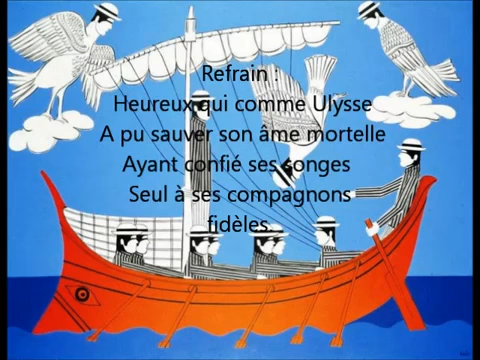 Refrain :
Heureux qui comme Ulysse
A pu sauver son âme mortelle
Ayant confié ses songes
Seul à ses compagnons
fidèles.